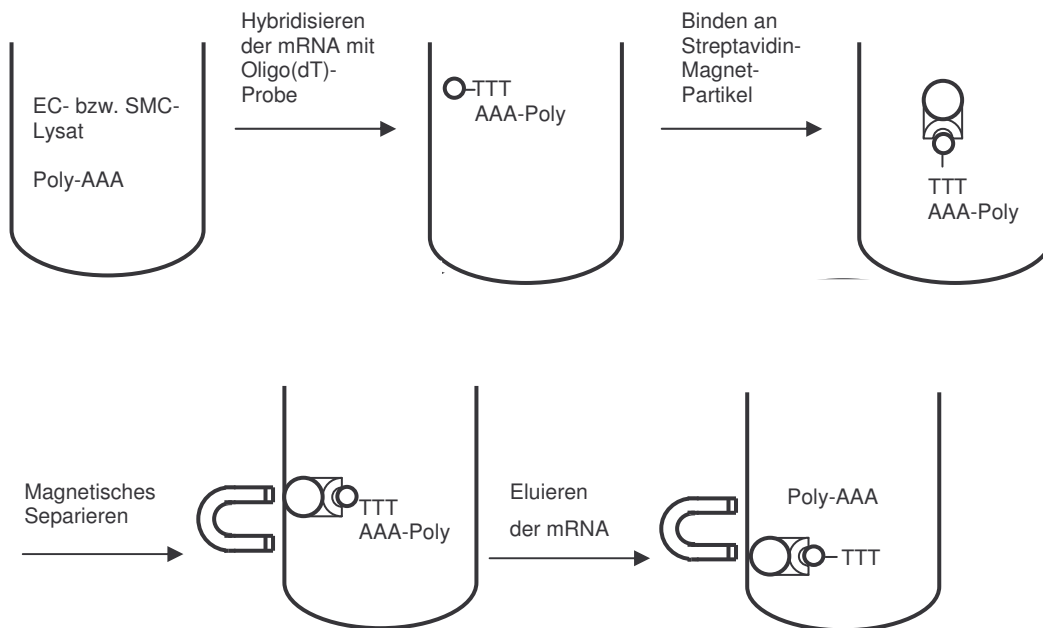 Hybridisieren
der mRNA mit
Oligo(dT)-
Probe
Binden an
Streptavidin-
Magnet-
Partikel
EC- bzw. SMC-
Lysat
Poly-AAA
TTT
AAA-Poly
TTT
AAA-Poly
Magnetisches
Separieren
TTT
AAA-Poly
Eluieren
der mRNA
Poly-AAA
TTT